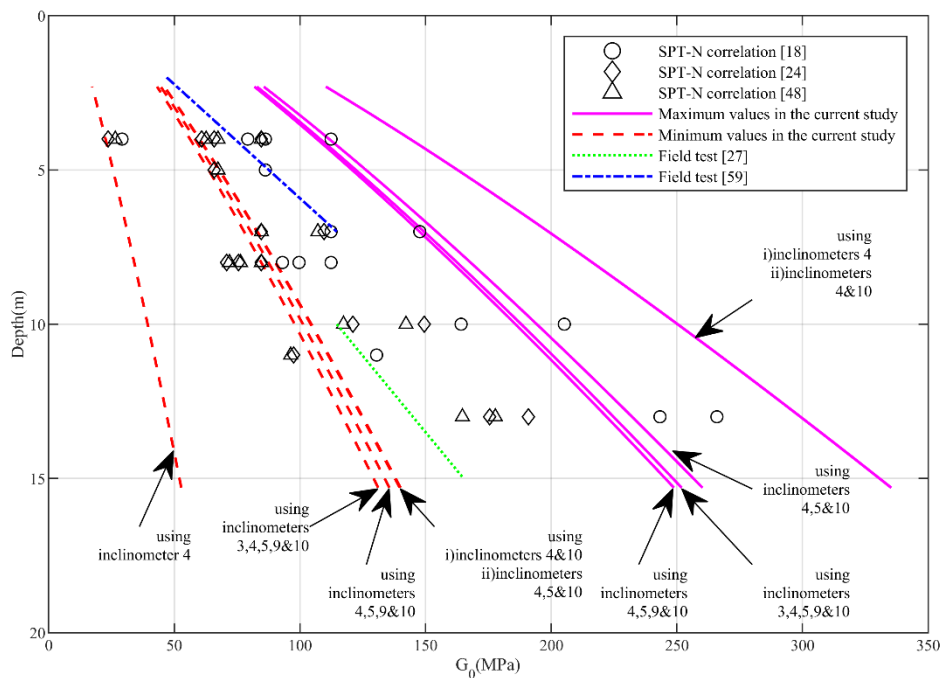 0
5
10
15
20
Depth(m)
0
50
100
150
200
250
300
350
G0(MPa)
SPT-N correlation [18]
SPT-N correlation [24]
SPT-N correlation [48]
Maximum values in the current study
Minimum values in the current study
Field test [27]
Field test [59]
using
i)inclinometers 4
ii)inclinometers
4&10
using
inclinometers
4,5&10
using
inclinometer 4
using
inclinometers
3,4,5,9&10
using
inclinometers
4,5,9&10
using
i)inclinometers 4&10
ii)inclinometers
4,5&10
using
inclinometers
4,5,9&10
using
inclinometers
3,4,5,9&10